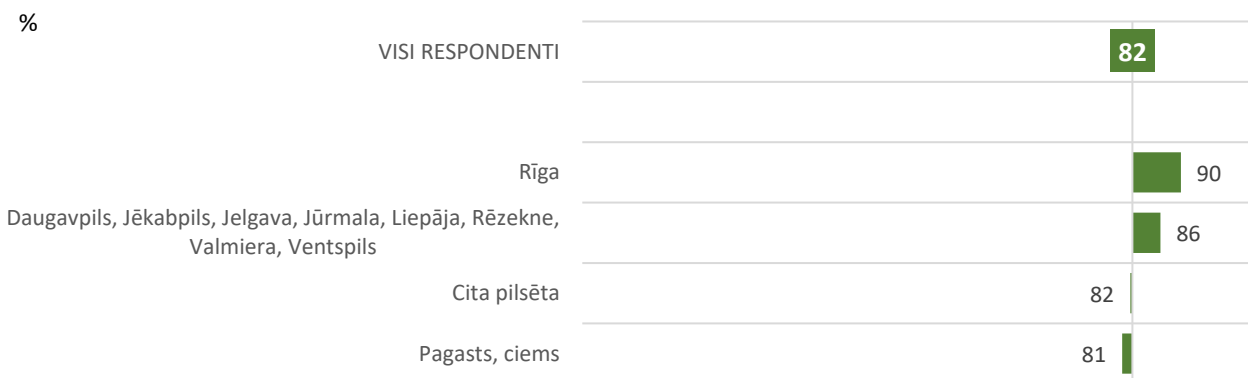 %
VISI RESPONDENTI 82
Rīga 90
Daugavpils, Jēkabpils, Jelgava, Jūrmala, Liepāja, Rēzekne,
Valmiera, Ventspils 86
Cita pilsēta 82
Pagasts, ciems 81